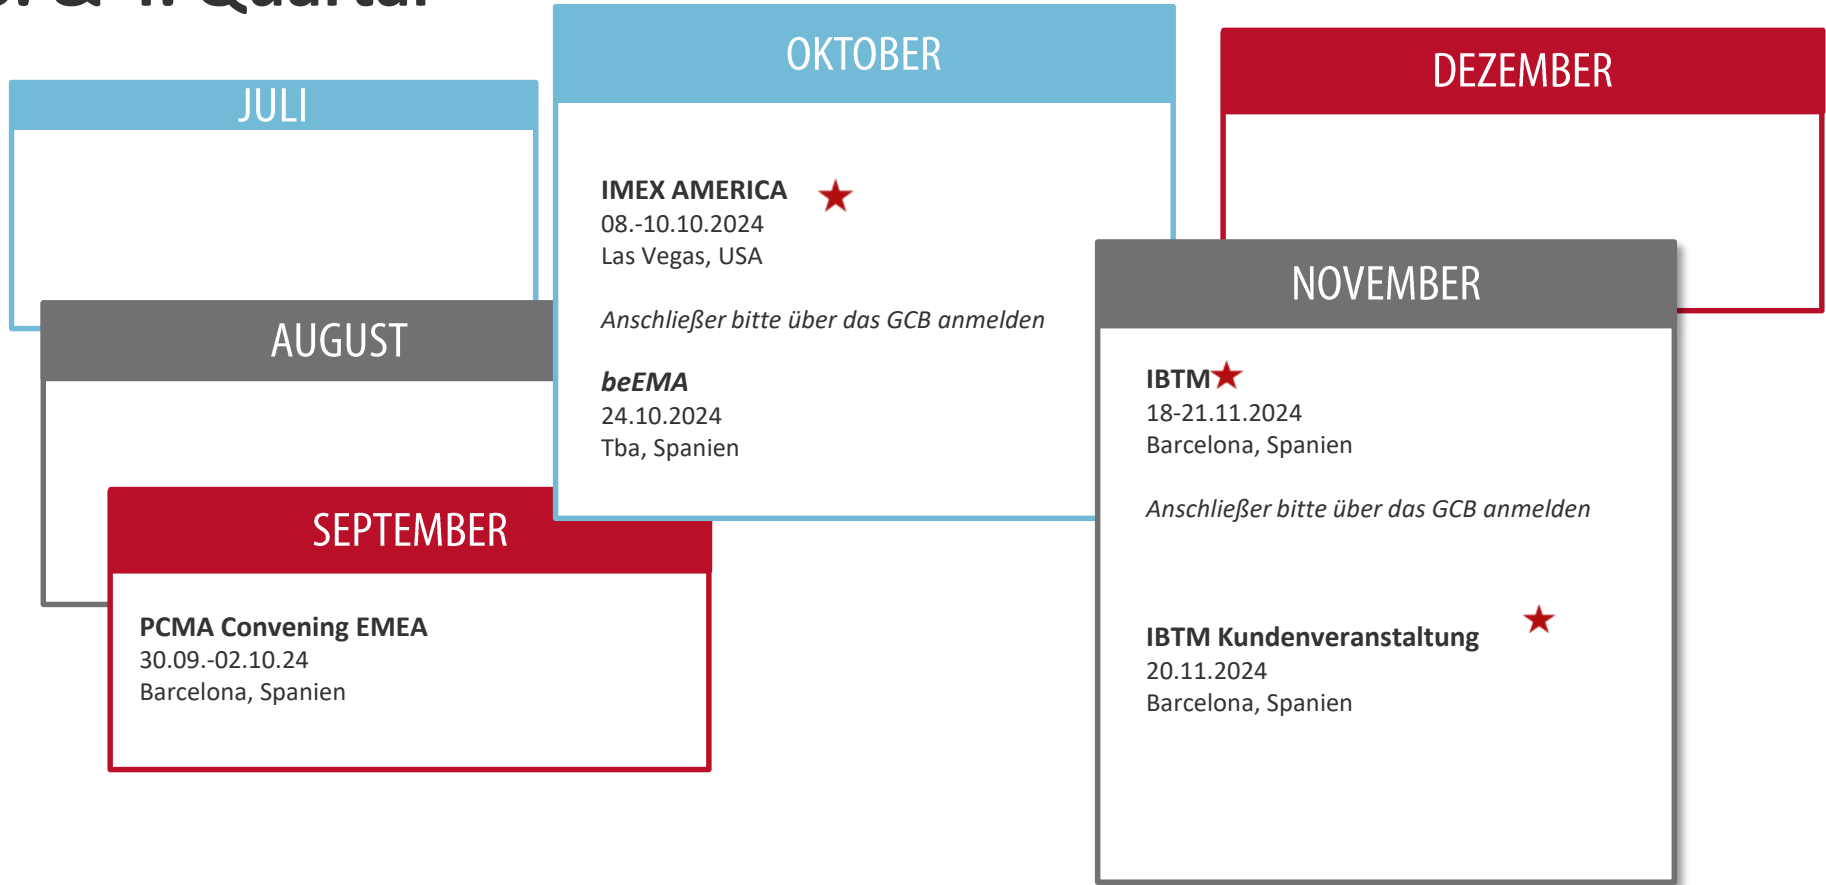 3. & 4. Quartal
JULI
AUGUST
SEPTEMBER
PCMA Convening EMEA
30.09.-02.10.24
Barcelona, Spanien
OKTOBER
IMEX AMERICA
08.-10.10.2024
Las Vegas, USA
Anschließer bitte über das GCB anmelden
beEMA
24.10.2024
Tba, Spanien
NOVEMBER
IBTM
18-21.11.2024
Barcelona, Spanien
Anschließer bitte über das GCB anmelden
IBTM Kundenveranstaltung
20.11.2024
Barcelona, Spanien
DEZEMBER